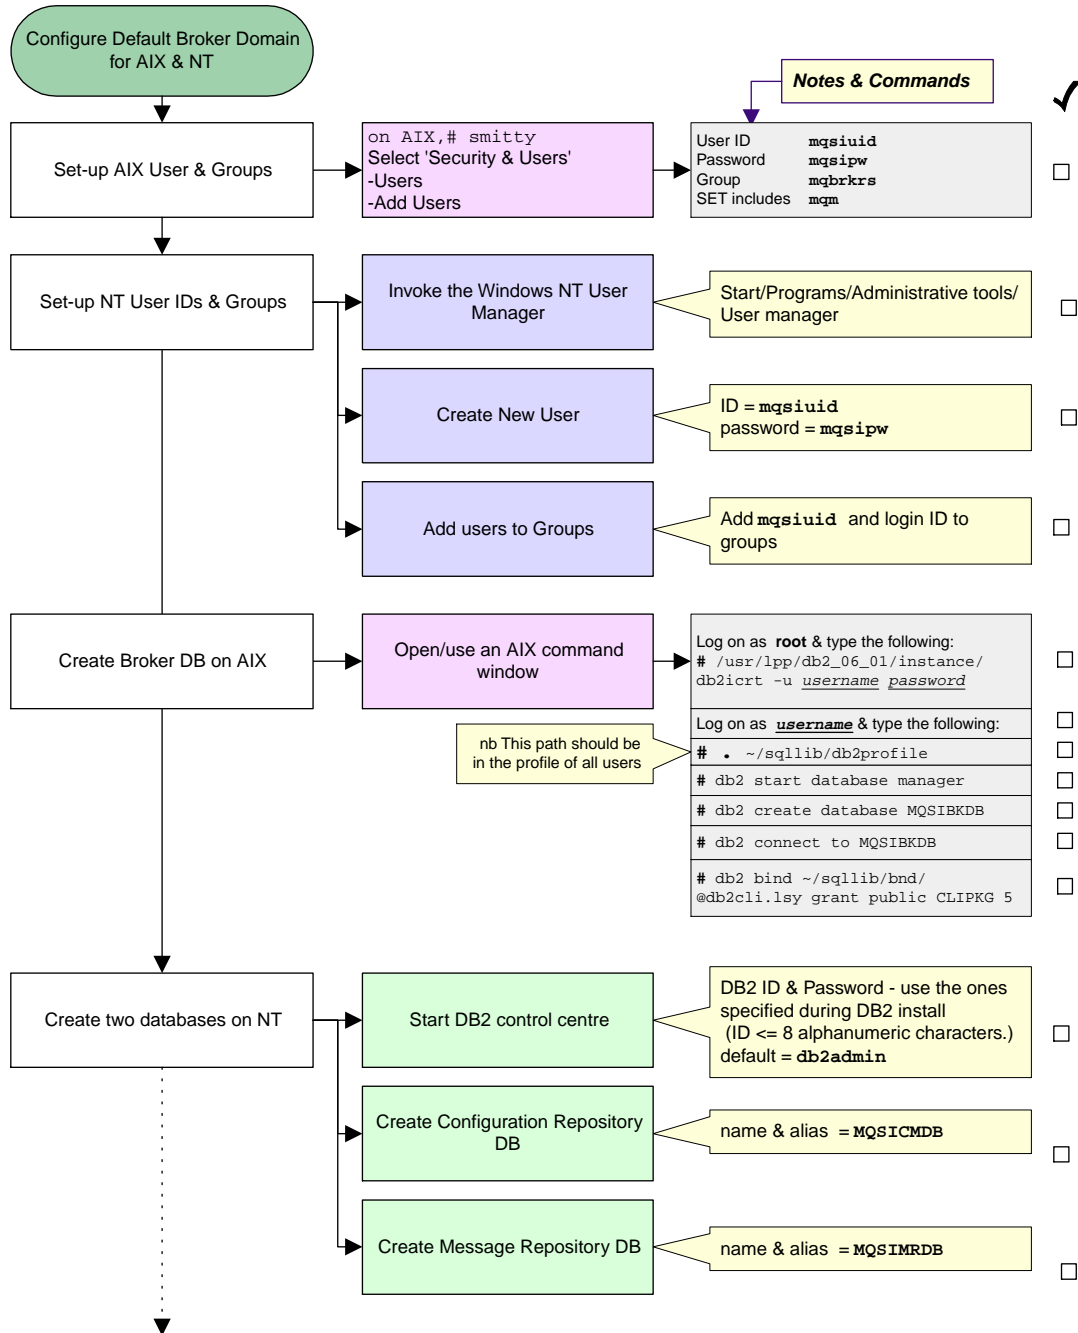 Configure Default Broker Domain
for AIX & NT
Notes & Commands
Set-up AIX User & Groups
on AIX,# smitty
Select 'Security & Users'
-Users
-Add Users
User ID mqsiuid
Password mqsipw
Group mqbrkrs
SET includes mqm
Set-up NT User IDs & Groups
Invoke the Windows NT User
Manager
Start/Programs/Administrative tools/
User manager
Create New User
ID = mqsiuid
password = mqsipw
Add users to Groups
Add mqsiuid and login ID to
groups
Create Broker DB on AIX
Open/use an AIX command
window
Log on as root & type the following:
# /usr/lpp/db2_06_01/instance/
db2icrt -u username password
Log on as username & type the following:
nb This path should be
in the profile of all users
# . ~/sqllib/db2profile
# db2 start database manager
# db2 create database MQSIBKDB
# db2 connect to MQSIBKDB
# db2 bind ~/sqllib/bnd/
@db2cli.lsy grant public CLIPKG 5
Create two databases on NT
Start DB2 control centre
DB2 ID & Password - use the ones
specified during DB2 install
(ID <= 8 alphanumeric characters.)
default = db2admin
Create Configuration Repository
DB
name & alias = MQSICMDB
Create Message Repository DB
name & alias = MQSIMRDB